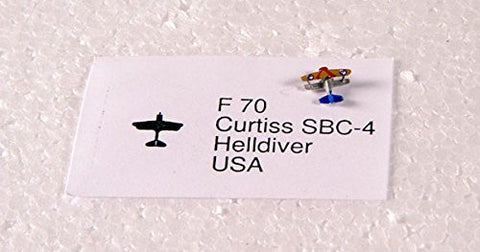 F 70
Curtiss SBC-4
Helldiver
USA